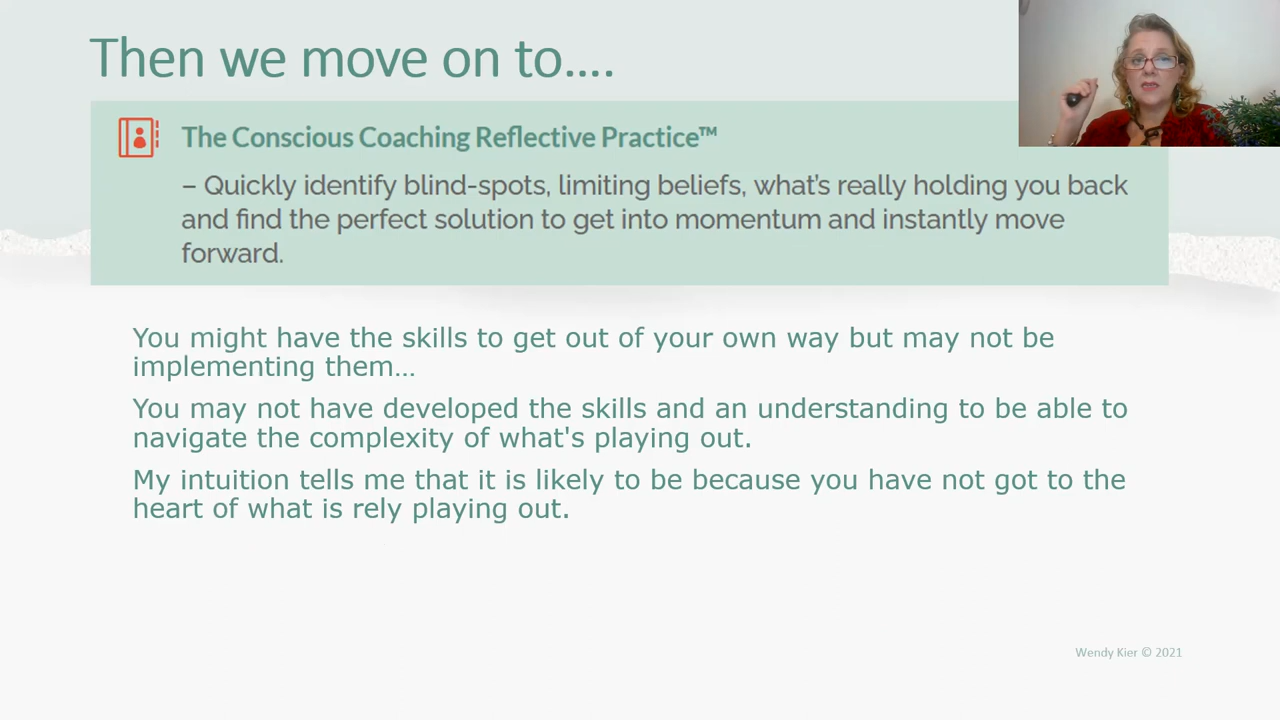 Then we move on to....
The Conscious Coaching Reflective Practice™
– Quickly identify blind-spots, limiting beliefs, what's really holding you back
and find the perfect solution to get into momentum and instantly move
forward.
You might have the skills to get out of your own way but may not be
implementing them…
You may not have developed the skills and an understanding to be able to
navigate the complexity of what's playing out.
My intuition tells me that it is likely to be because you have not got to the
heart of what is rely playing out.
Wendy Kier © 2021